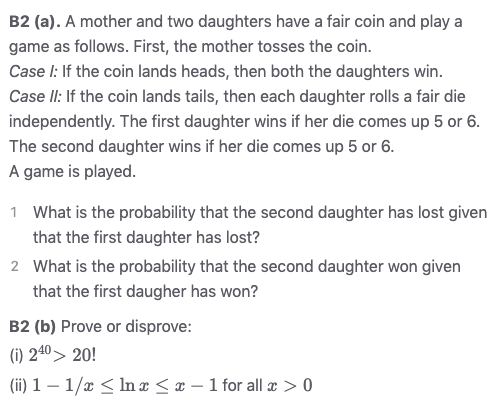 B2 (a). A mother and two daughters have a fair coin and play a
game as follows. First, the mother tosses the coin.
Case I: If the coin lands heads, then both the daughters win.
Case II: If the coin lands tails, then each daughter rolls a fair die
independently. The first daughter wins if her die comes up 5 or 6.
The second daughter wins if her die comes up 5 or 6.
A game is played.
1 What is the probability that the second daughter has lost given
that the first daughter has lost?
2 What is the probability that the second daughter won given
that the first daugher has won?
B2 (b) Prove or disprove:
(i) 2⁴⁰ > 20!
(ii) 1 − 1/x ≤ ln x ≤ x − 1 for all x > 0